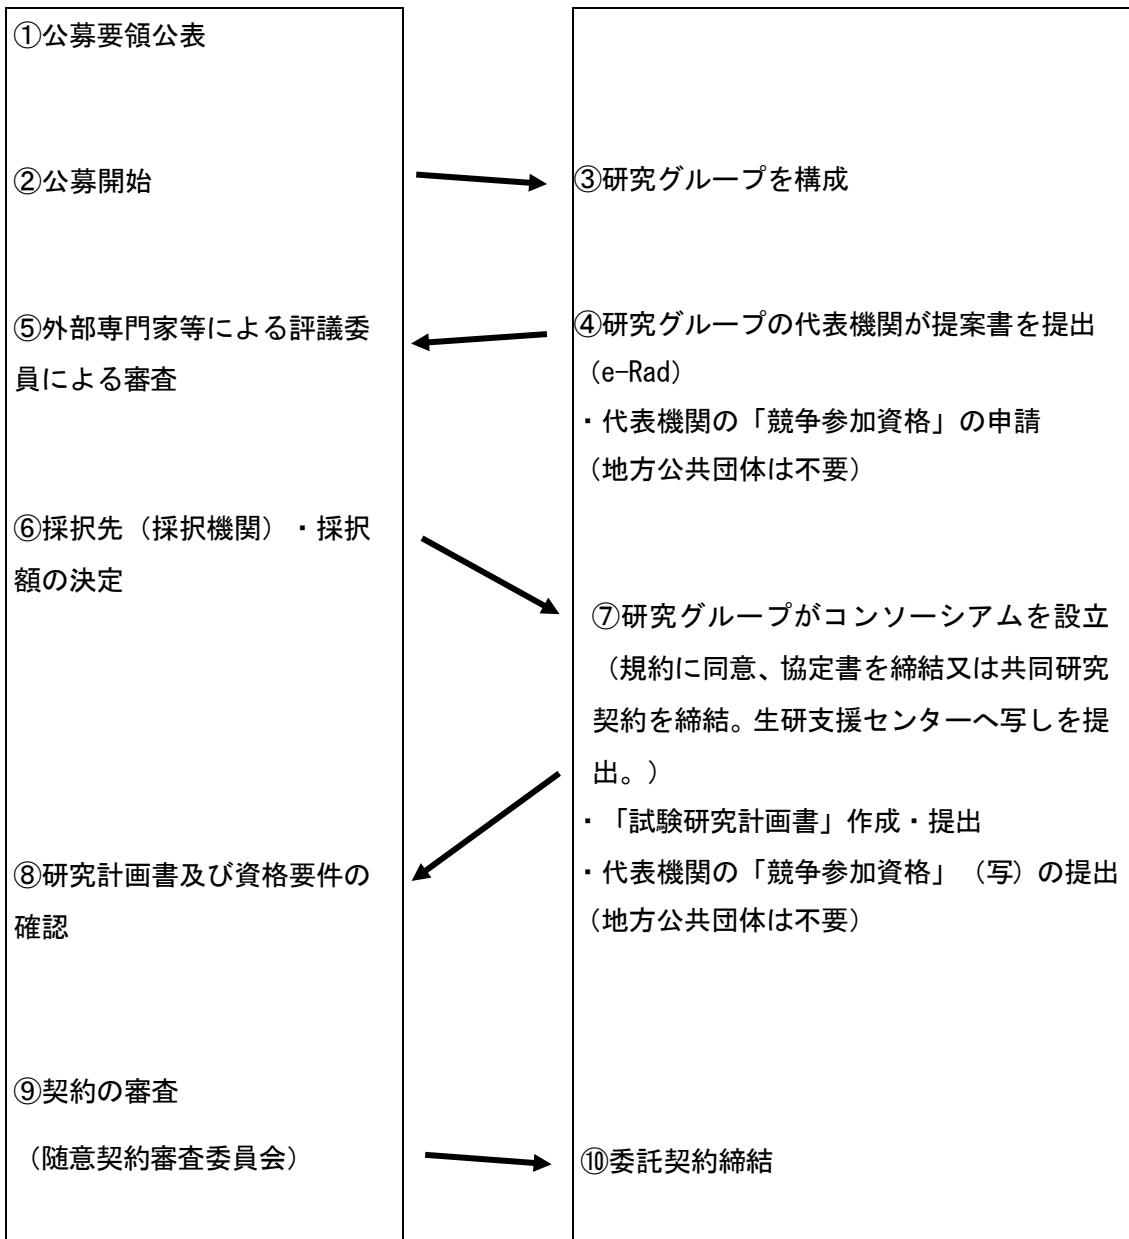 ①公募要領公表
②公募開始
③研究グループを構成
④研究グループの代表機関が提案書を提出
（e-Rad）
・代表機関の「競争参加資格」の申請
（地方公共団体は不要）
⑤外部専門家等による評議委
員による審査
⑥採択先（採択機関）・採択
額の決定
⑦研究グループがコンソーシアムを設立
（規約に同意、協定書を締結又は共同研究
契約を締結。生研支援センターへ写しを提
出。）
・「試験研究計画書」作成・提出
・代表機関の「競争参加資格」（写）の提出
（地方公共団体は不要）
⑧研究計画書及び資格要件の
確認
⑨契約の審査
（随意契約審査委員会）
⑩委託契約締結